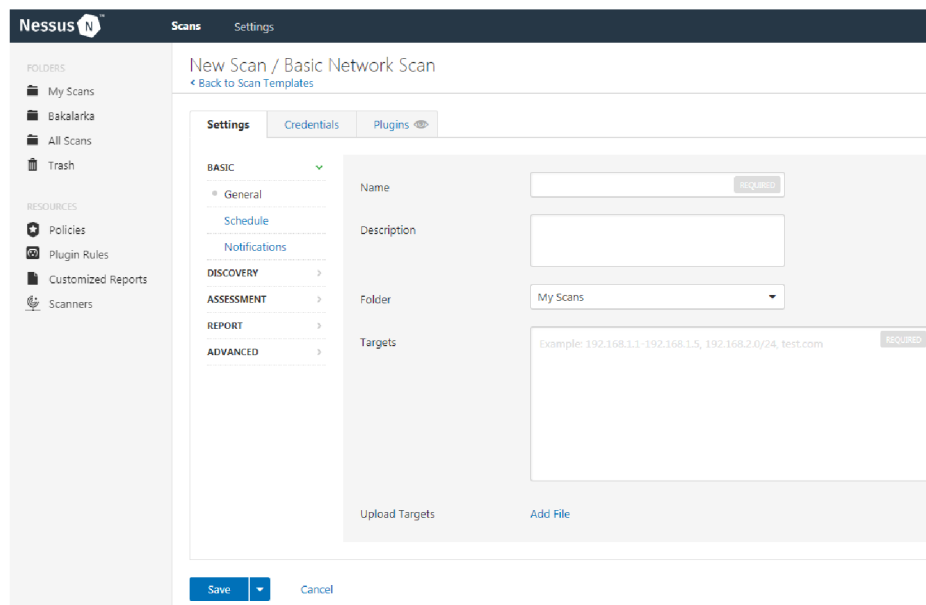 Nessus N ™ Scans Settings
FOLDERS
My Scans
Bakalarka
All Scans
Trash
RESOURCES
Policies
Plugin Rules
Customized Reports
Scanners
New Scan / Basic Network Scan
< Back to Scan Templates
Settings Credentials Plugins
BASIC
General
Schedule
Notifications
DISCOVERY
ASSESSMENT
REPORT
ADVANCED
Name REQUIRED
Description
Folder My Scans
Targets Example: 192.168.1.1-192.168.1.5, 192.168.2.0/24, test.com REQUIRED
Upload Targets Add File
Save Cancel